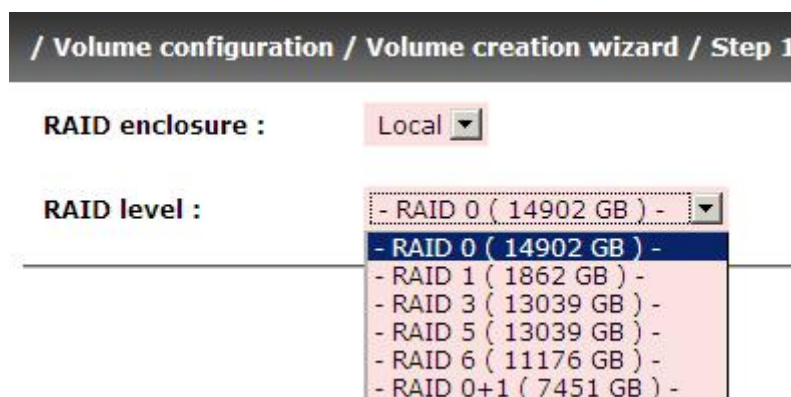 / Volume configuration / Volume creation wizard / Step 1
RAID enclosure : Local
RAID level : - RAID 0 ( 14902 GB ) -
- RAID 0 ( 14902 GB ) -
- RAID 1 ( 1862 GB ) -
- RAID 3 ( 13039 GB ) -
- RAID 5 ( 13039 GB ) -
- RAID 6 ( 11176 GB ) -
- RAID 0+1 ( 7451 GB ) -